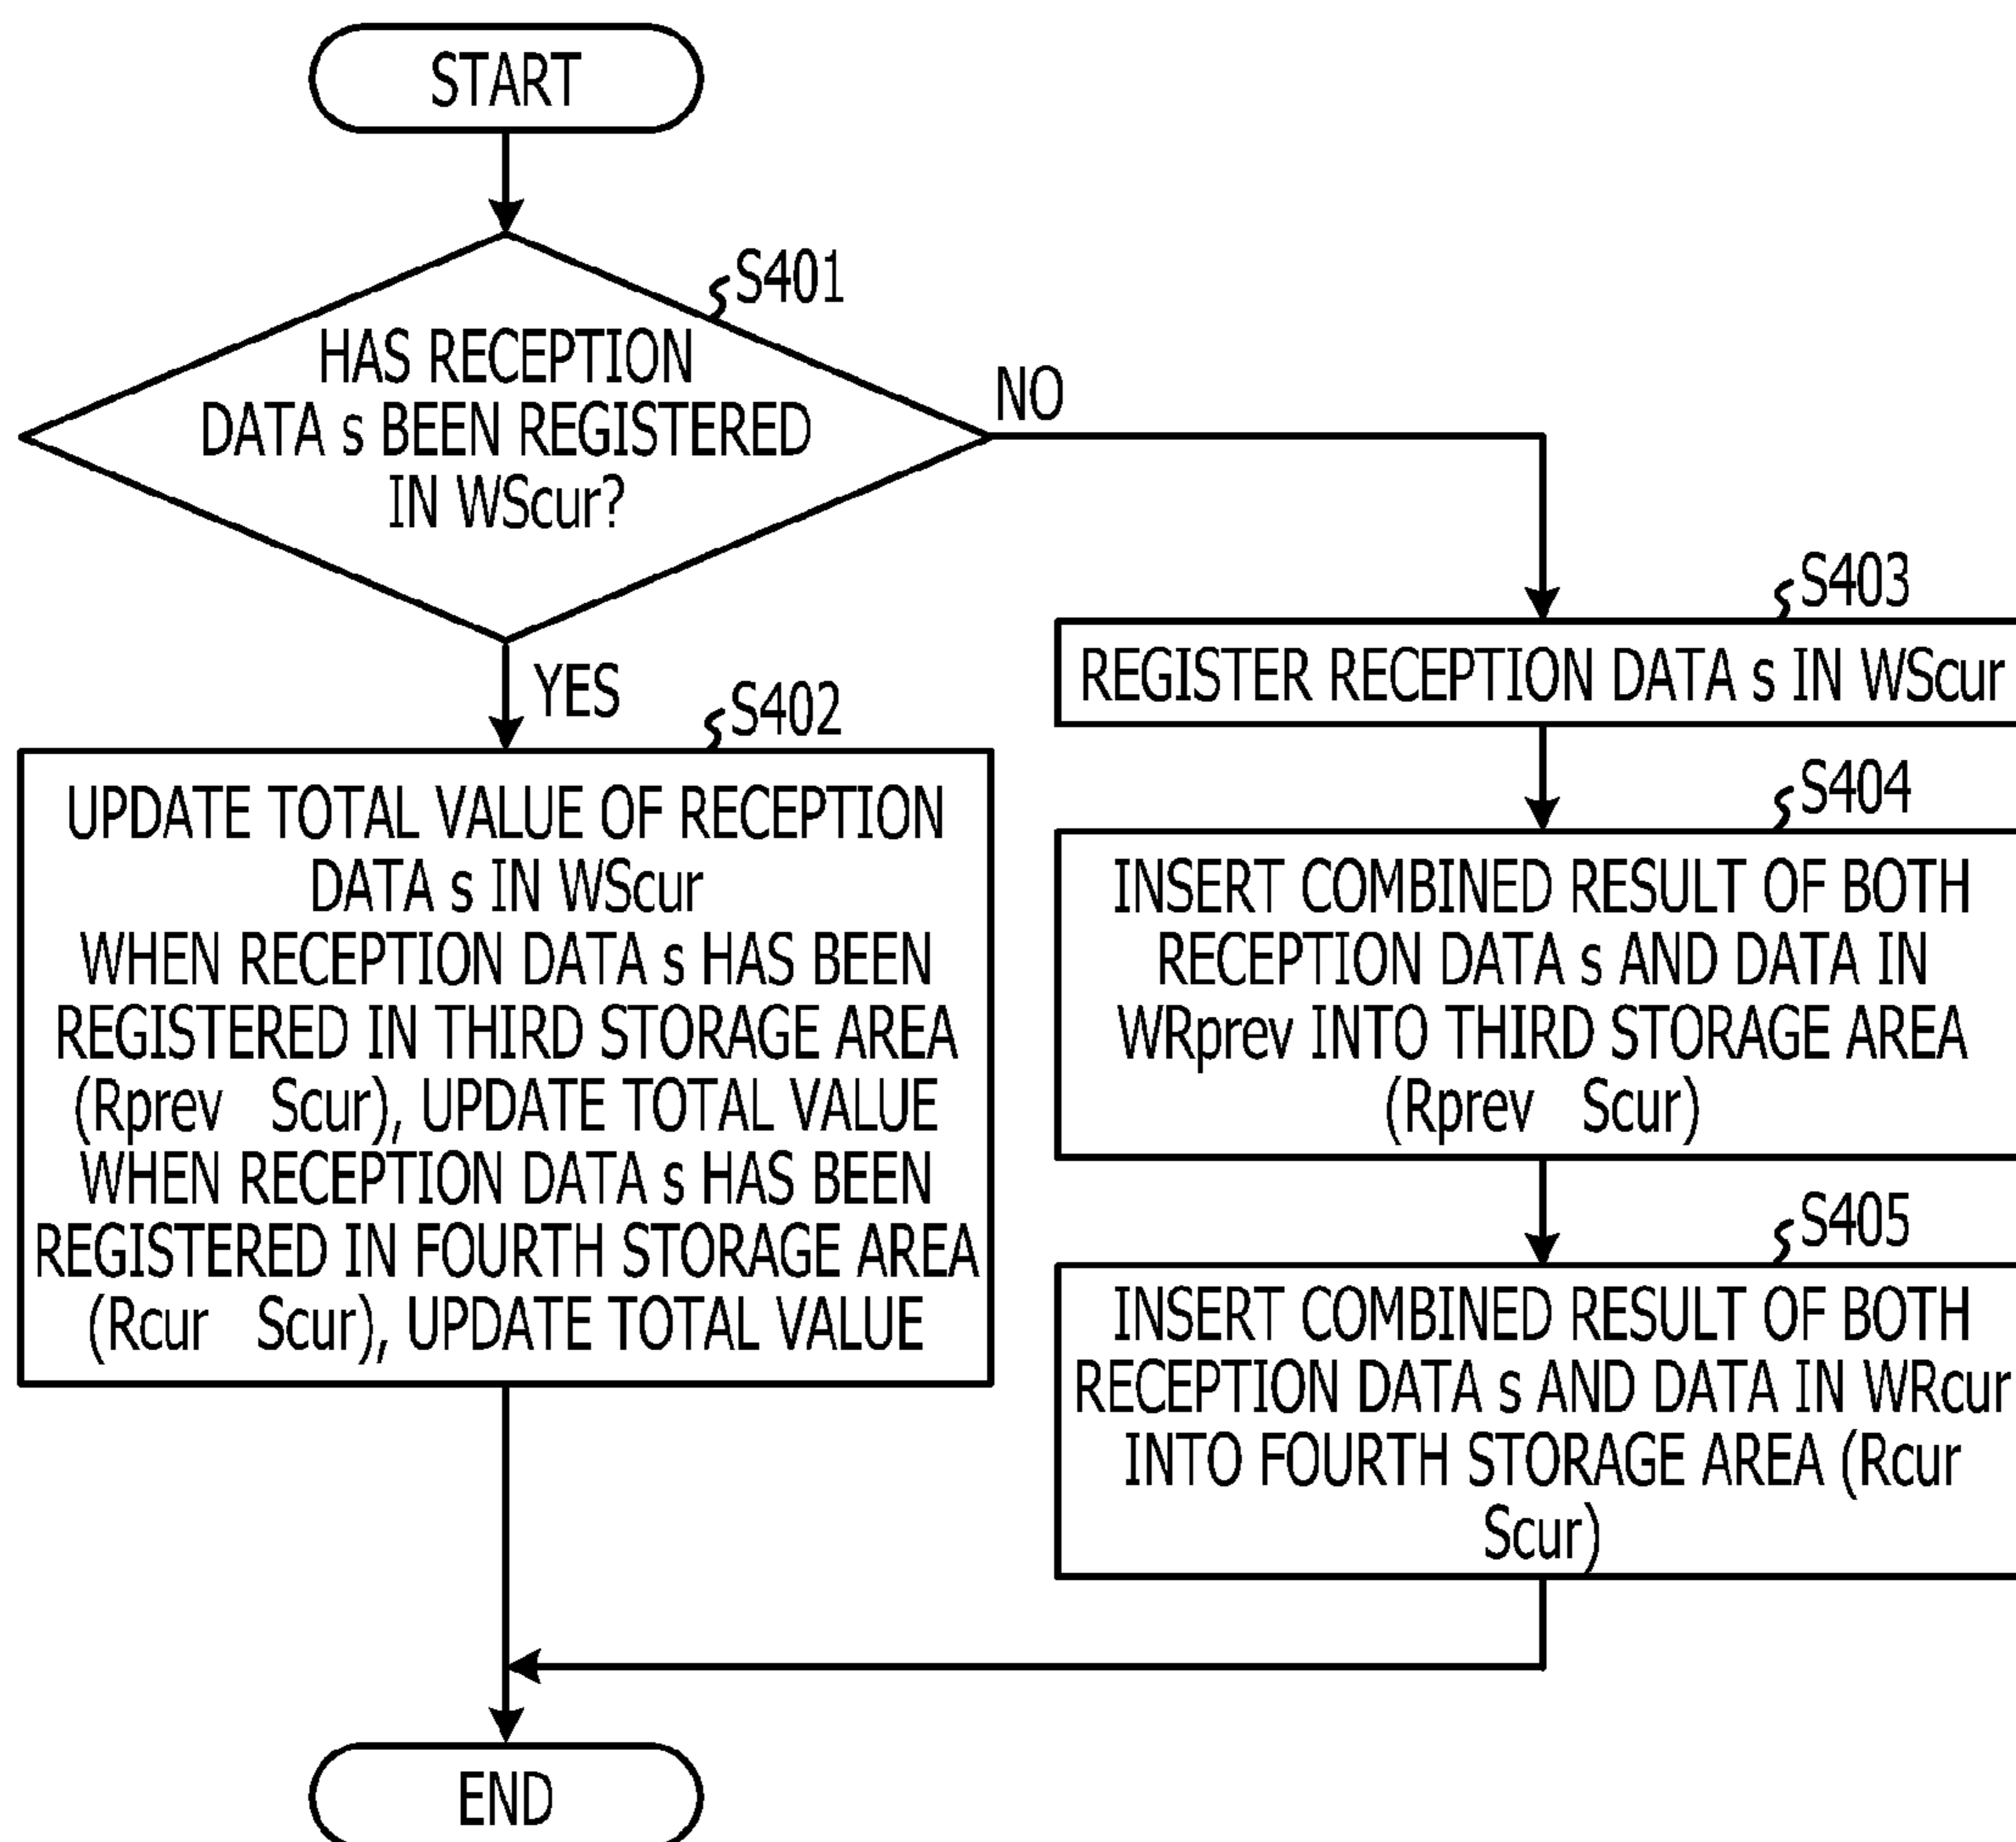 START
S401
HAS RECEPTION
DATA s BEEN REGISTERED
IN WScur?
NO
YES
S402
UPDATE TOTAL VALUE OF RECEPTION
DATA s IN WScur
WHEN RECEPTION DATA s HAS BEEN
REGISTERED IN THIRD STORAGE AREA
(Rprev Scur), UPDATE TOTAL VALUE
WHEN RECEPTION DATA s HAS BEEN
REGISTERED IN FOURTH STORAGE AREA
(Rcur Scur), UPDATE TOTAL VALUE
S403
REGISTER RECEPTION DATA s IN WScur
S404
INSERT COMBINED RESULT OF BOTH
RECEPTION DATA s AND DATA IN
WRprev INTO THIRD STORAGE AREA
(Rprev Scur)
S405
INSERT COMBINED RESULT OF BOTH
RECEPTION DATA s AND DATA IN WRcur
INTO FOURTH STORAGE AREA (Rcur
Scur)
END